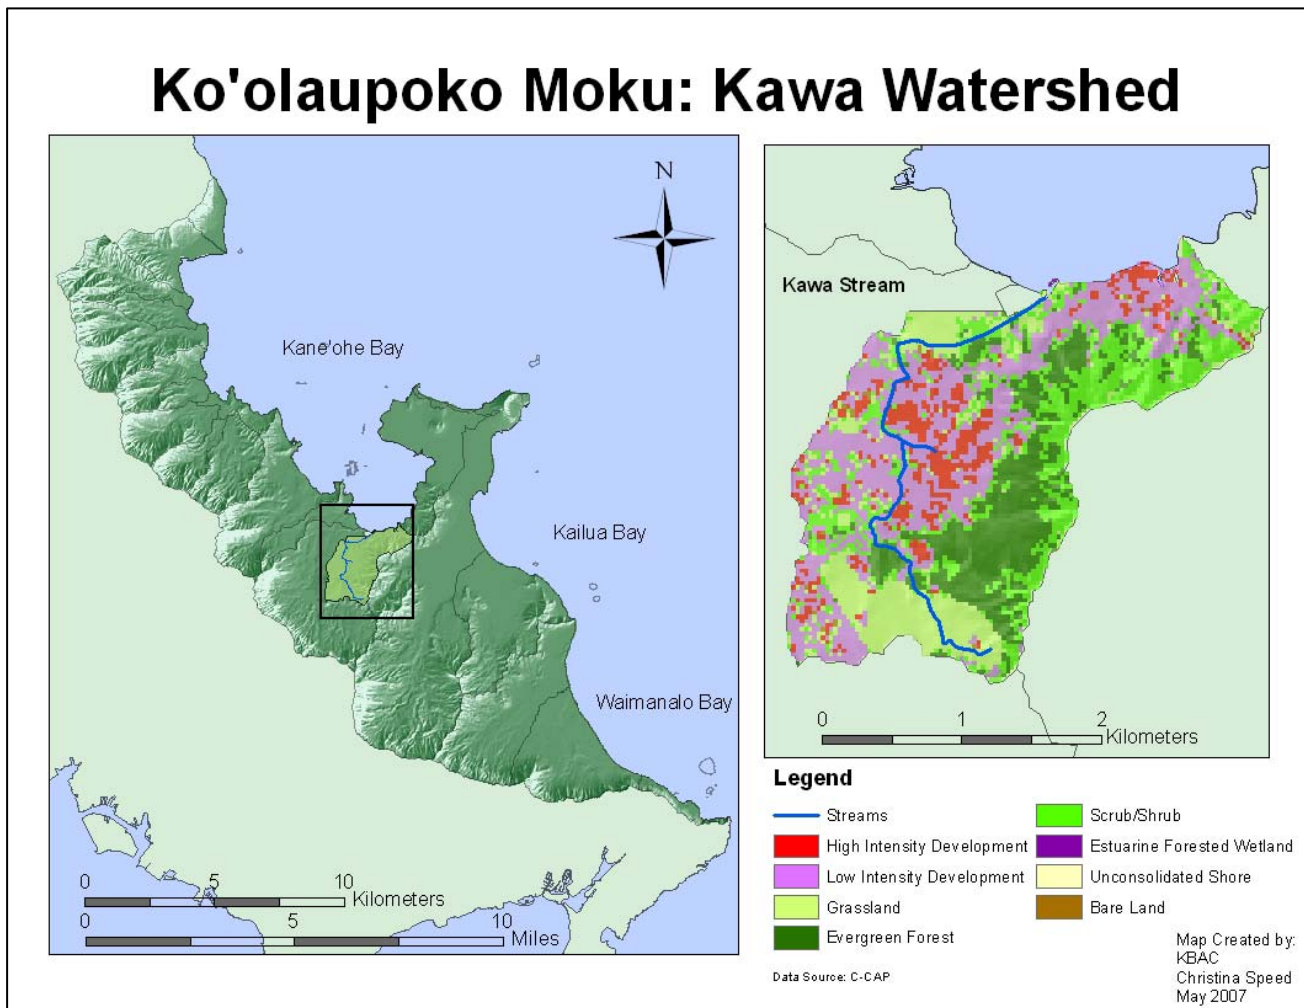 Ko'olaupoko Moku: Kawa Watershed
N
Kane'ohe Bay
Kailua Bay
Waimanalo Bay
0 5 10
Kilometers
0 5 10
Miles
Kawa Stream
0 1 2
Kilometers
Legend
Streams
High Intensity Development
Low Intensity Development
Grassland
Evergreen Forest
Scrub/Shrub
Estuarine Forested Wetland
Unconsolidated Shore
Bare Land
Data Source: C-CAP
Map Created by:
KBAC
Christina Speed
May 2007